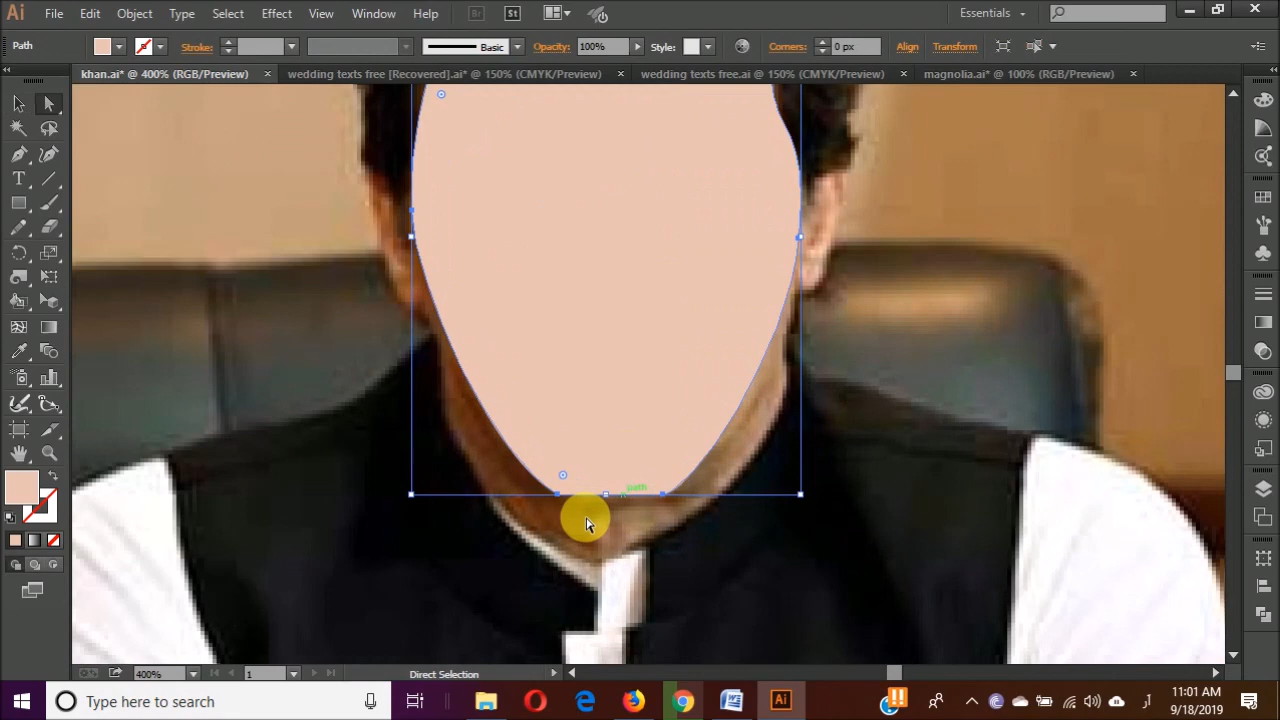 Ai File Edit Object Type Select Effect View Window Help Br St Essentials
Path Stroke: Basic Opacity: 100% Style: Corners: 0 px Align Transform
khan.ai* @ 400% (RGB/Preview) × wedding texts free [Recovered].ai* @ 150% (CMYK/Preview) × wedding texts free.ai @ 150% (CMYK/Preview) × magnolia.ai* @ 100% (RGB/Preview) ×
path
400% 1 Direct Selection
Type here to search 11:01 AM
9/18/2019